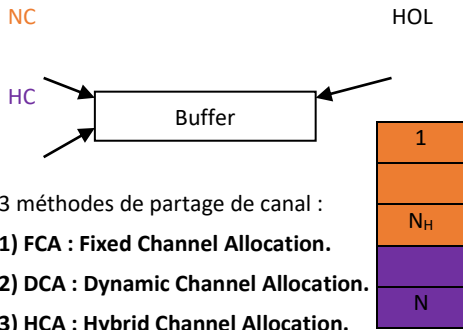 NC
HOL
HC
Buffer
1
N_H
N
3 méthodes de partage de canal :
1) FCA : Fixed Channel Allocation.
2) DCA : Dynamic Channel Allocation.
3) HCA : Hybrid Channel Allocation.